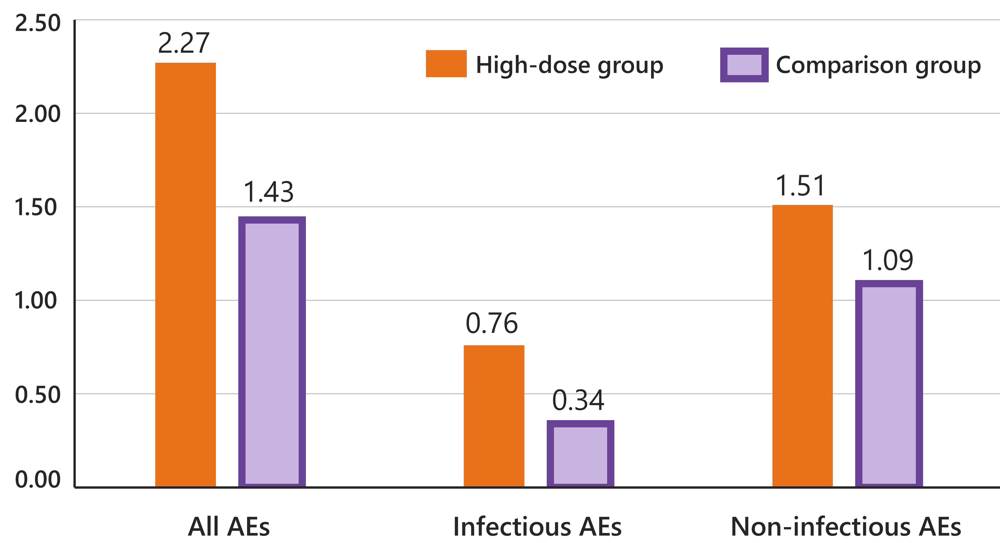 2.50
2.27
High-dose group
Comparison group
2.00
1.50
1.43
1.51
1.09
1.00
0.76
0.50
0.34
0.00
All AEs
Infectious AEs
Non-infectious AEs